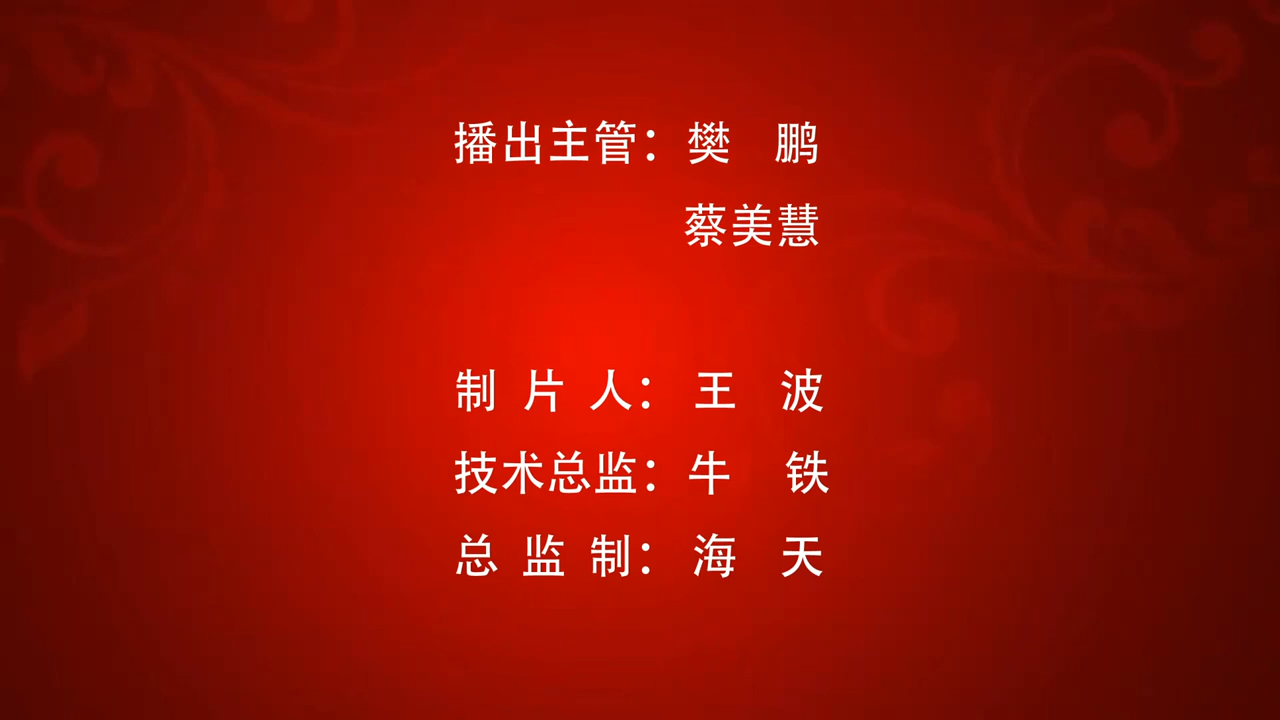 播出主管：樊 鹏
蔡美慧
制 片 人：王 波
技术总监：牛 铁
总 监 制：海 天